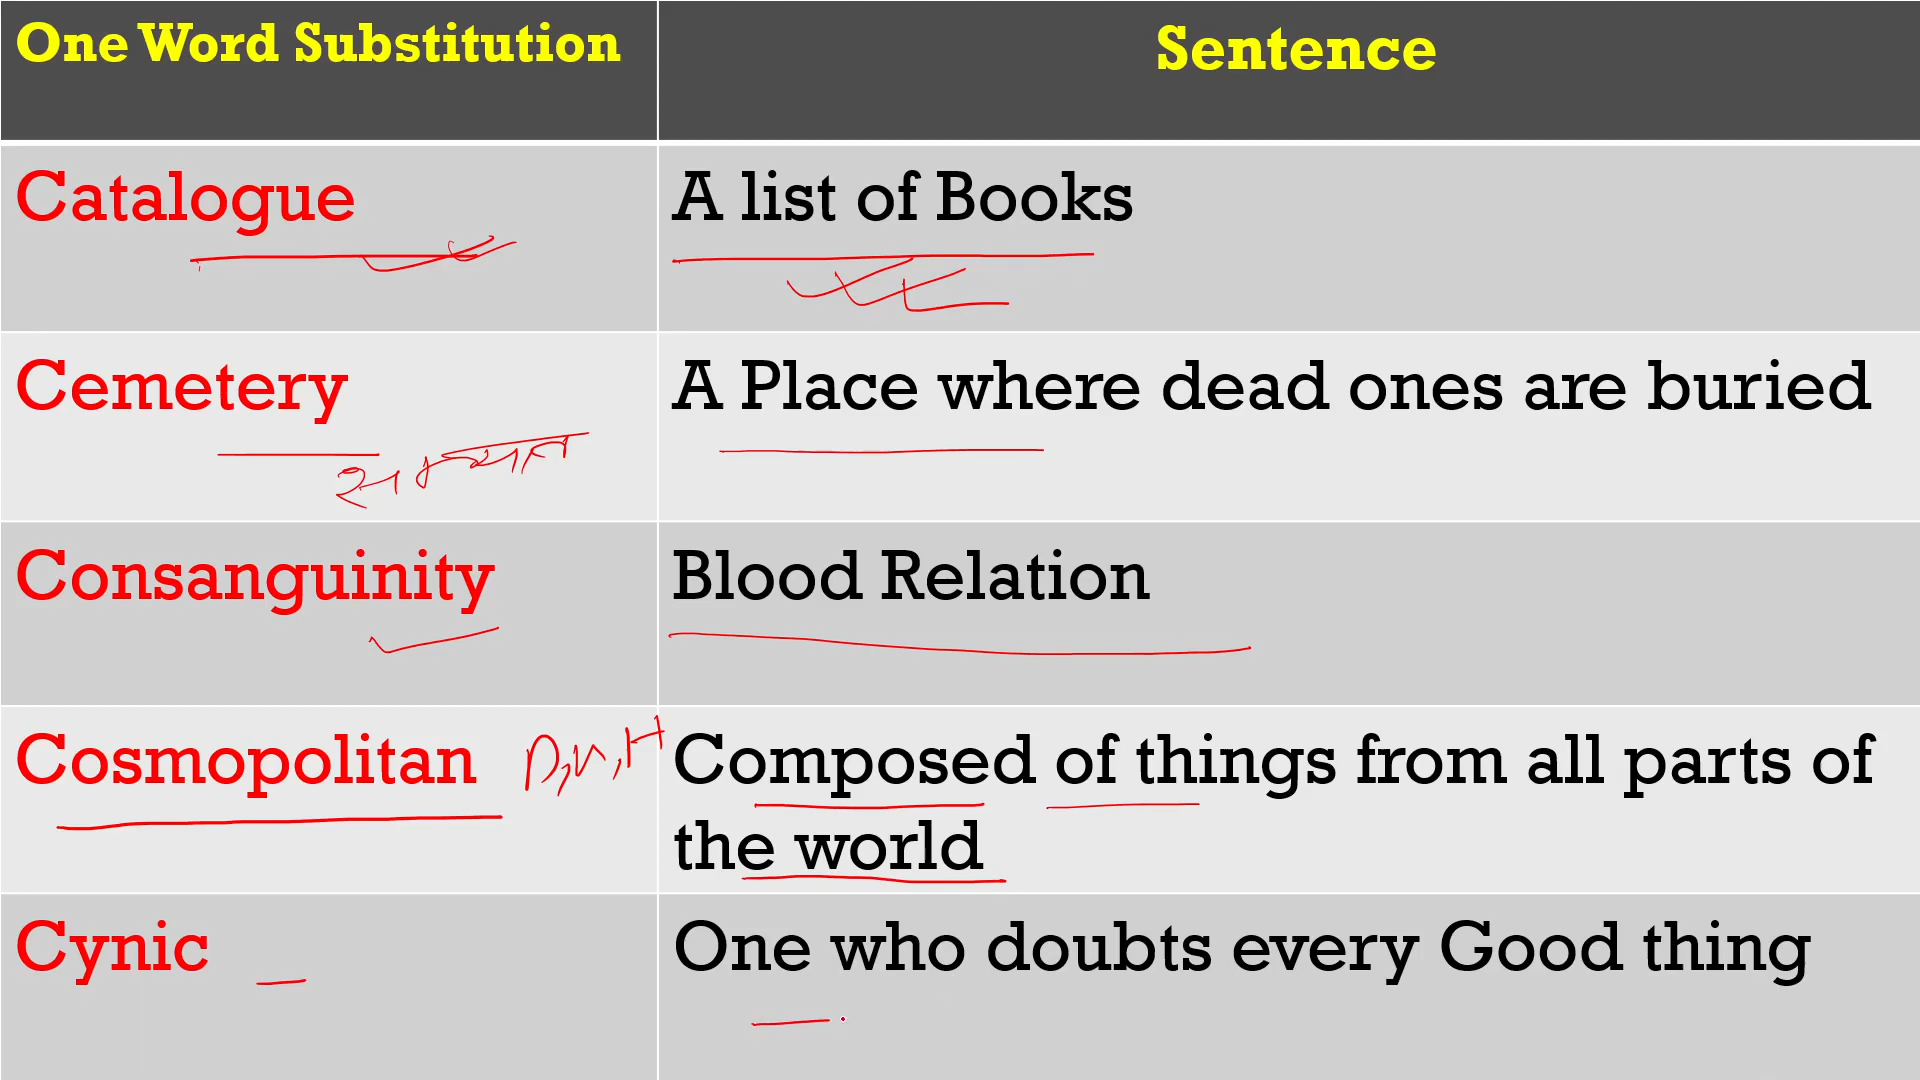 One Word Substitution
Sentence
Catalogue
A list of Books
Cemetery
A Place where dead ones are buried
Consanguinity
Blood Relation
Cosmopolitan
Composed of things from all parts of
the world
Cynic
One who doubts every Good thing